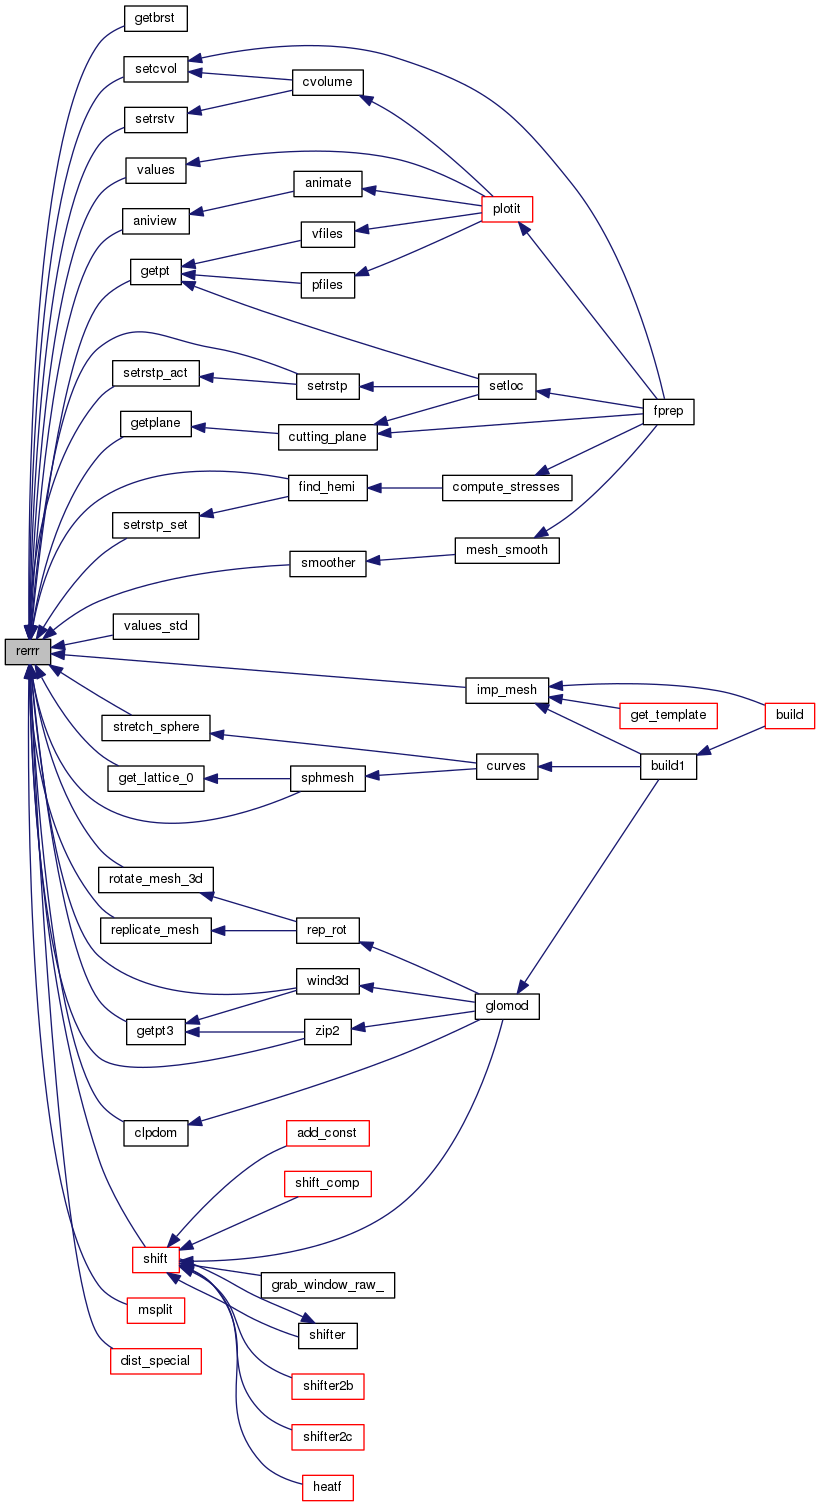 getbrst
setcvol
cvolume
setrstv
values
animate
plotit
aniview
vfiles
getpt
pfiles
setrstp_act
setrstp
setloc
fprep
getplane
cutting_plane
find_hemi
compute_stresses
setrstp_set
mesh_smooth
smoother
values_std
rerrr
imp_mesh
get_template
build
stretch_sphere
curves
build1
get_lattice_0
sphmesh
rotate_mesh_3d
replicate_mesh
rep_rot
wind3d
glomod
getpt3
zip2
clpdom
add_const
shift_comp
shift
grab_window_raw_
msplit
shifter
dist_special
shifter2b
shifter2c
heatf